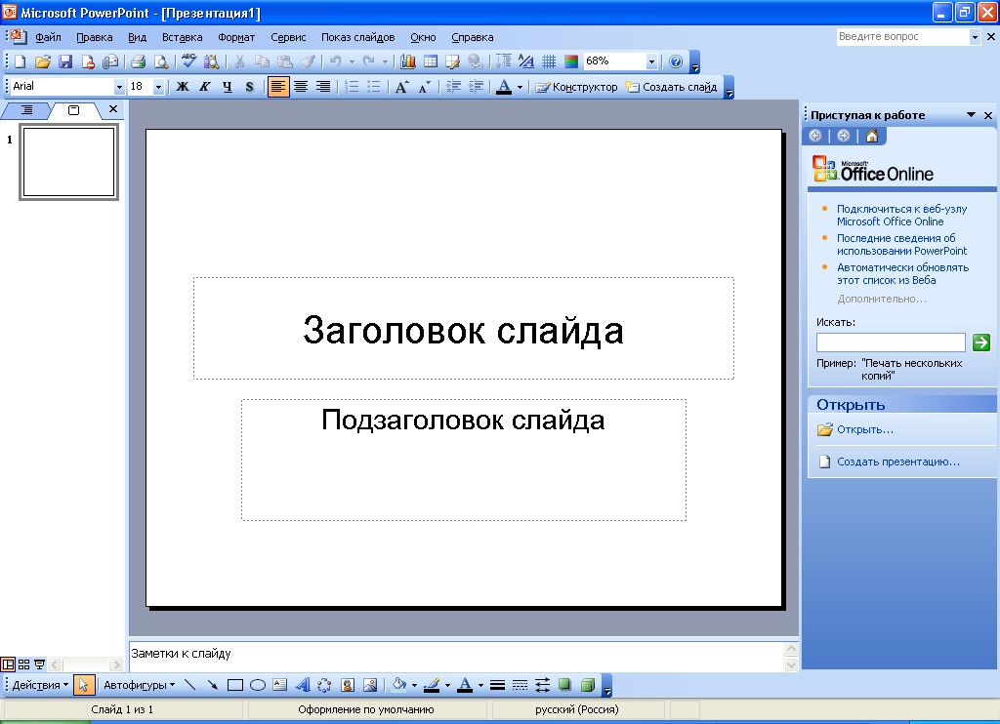 Microsoft PowerPoint - [Презентация1]
Файл Правка Вид Вставка Формат Сервис Показ слайдов Окно Справка Введите вопрос
68%
Arial 18 Ж К Ч S Конструктор Создать слайд
Приступая к работе
1
Microsoft
Office Online
Подключиться к веб-узлу
Microsoft Office Online
Последние сведения об
использовании PowerPoint
Автоматически обновлять
этот список из Веба
Дополнительно...
Искать:
Пример: "Печать нескольких
копий"
Открыть
Открыть...
Создать презентацию...
Заголовок слайда
Подзаголовок слайда
Заметки к слайду
Действия Автофигуры
Слайд 1 из 1 Оформление по умолчанию русский (Россия)